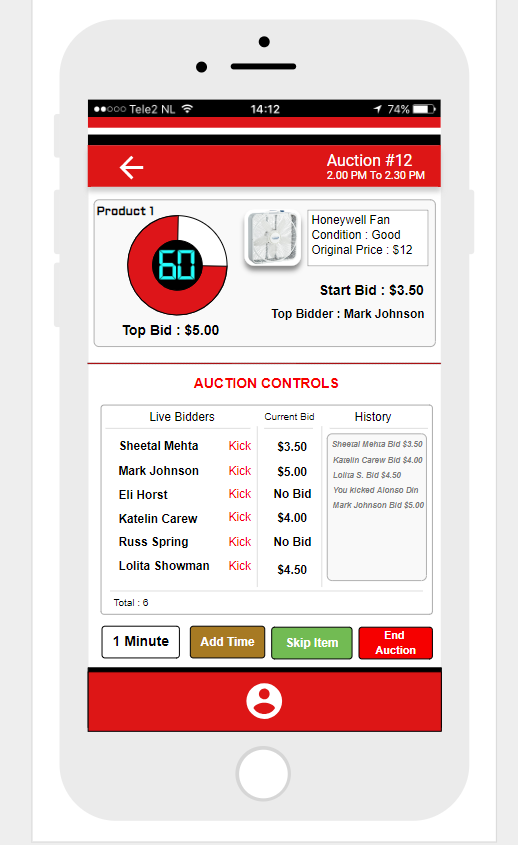 Tele2 NL 14:12 74%
Auction #12
2.00 PM To 2.30 PM
Product 1
60
Top Bid : $5.00
Honeywell Fan
Condition : Good
Original Price : $12
Start Bid : $3.50
Top Bidder : Mark Johnson
AUCTION CONTROLS
Live Bidders Current Bid History
Sheetal Mehta Kick $3.50
Mark Johnson Kick $5.00
Eli Horst Kick No Bid
Katelin Carew Kick $4.00
Russ Spring Kick No Bid
Lolita Showman Kick $4.50
Sheetal Mehta Bid $3.50
Katelin Carew Bid $4.00
Lolita S. Bid $4.50
You kicked Alonso Din
Mark Johnson Bid $5.00
Total : 6
1 Minute
Add Time
Skip Item
End
Auction